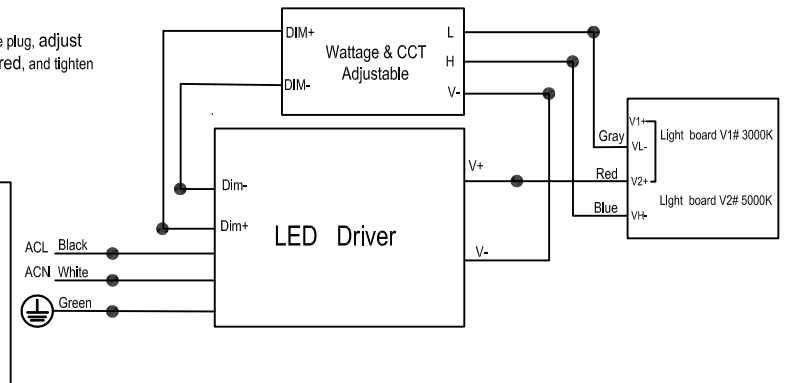 e plug, adjust
red, and tighten
DIM+
DIM-
Wattage & CCT
Adjustable
L
H
V-
Dim-
Dim+
LED Driver
V+
V-
ACL Black
ACN White
Green
Gray
Red
Blue
V1+
VL-
V2+
VH-
Light board V1# 3000K
LIght board V2# 5000K